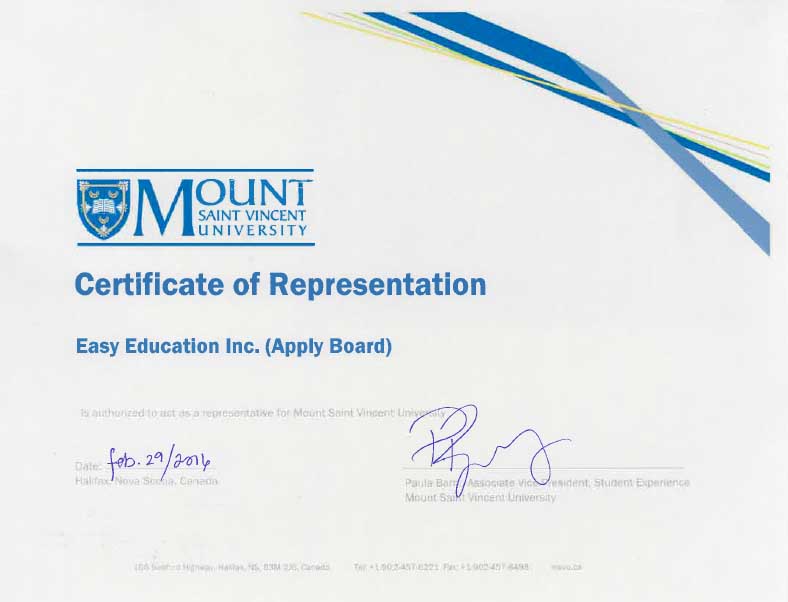 MOUNT
SAINT VINCENT
UNIVERSITY
Certificate of Representation
Easy Education Inc. (Apply Board)
Is authorized to act as a representative for Mount Saint Vincent University
Date: feb. 29/2016
Halifax, Nova Scotia, Canada
Paula Barry Associate Vice President, Student Experience
Mount Saint Vincent University
166 Bedford Highway, Halifax, NS, B3M 2J6, Canada Tel +1 902-457-6221 Fax: +1 902-457-6498 msvu.ca